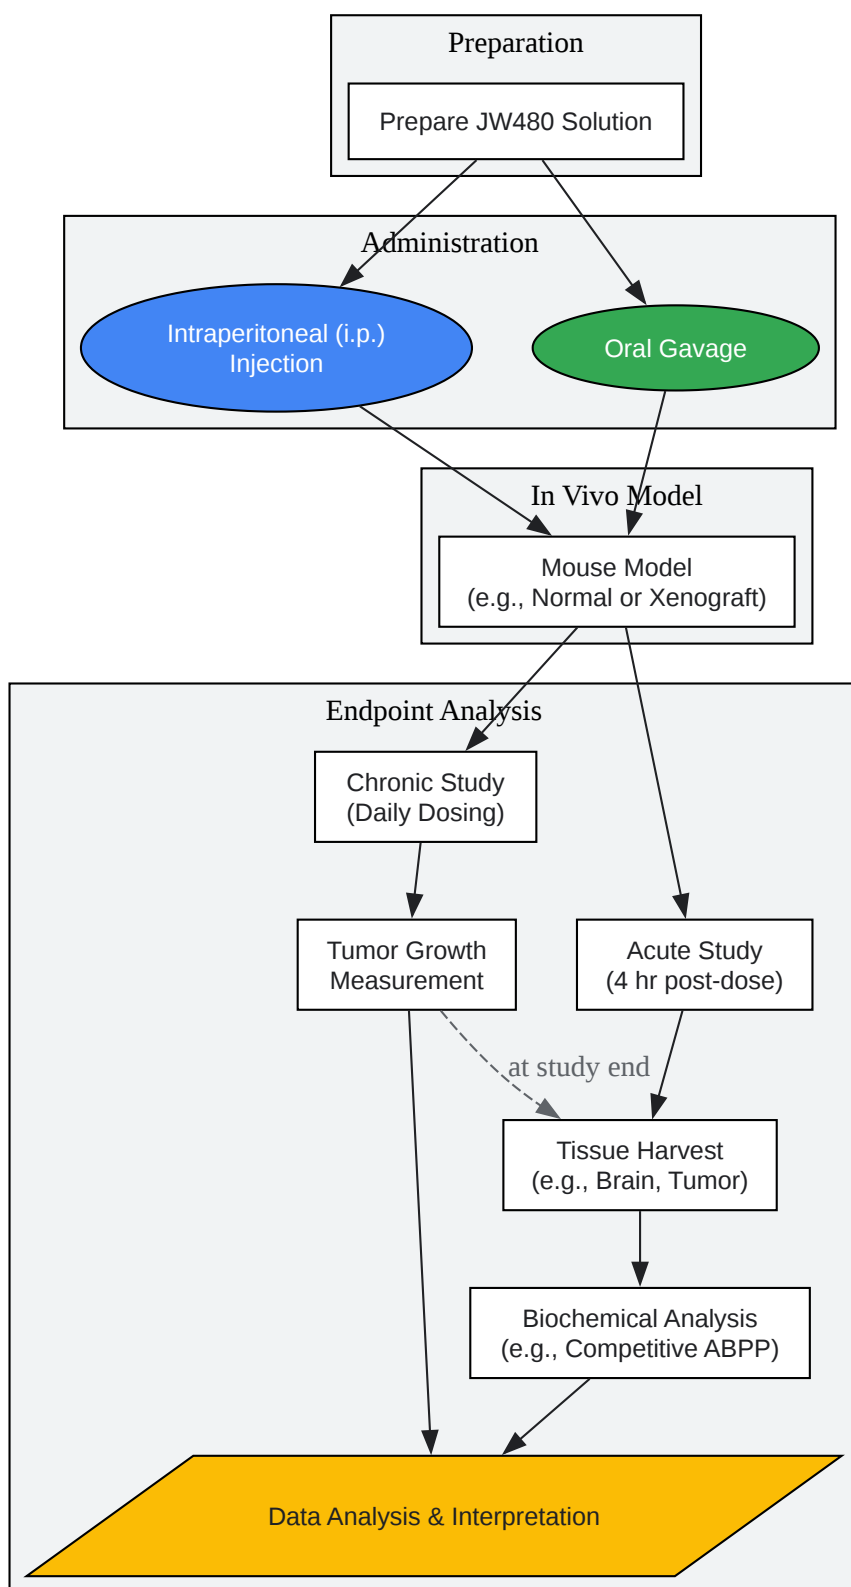 Preparation
Prepare JW480 Solution
Administration
Intraperitoneal (i.p.)
Injection
Oral Gavage
In Vivo Model
Mouse Model
(e.g., Normal or Xenograft)
Endpoint Analysis
Chronic Study
(Daily Dosing)
Tumor Growth
Measurement
Acute Study
(4 hr post-dose)
at study end
Tissue Harvest
(e.g., Brain, Tumor)
Biochemical Analysis
(e.g., Competitive ABPP)
Data Analysis & Interpretation